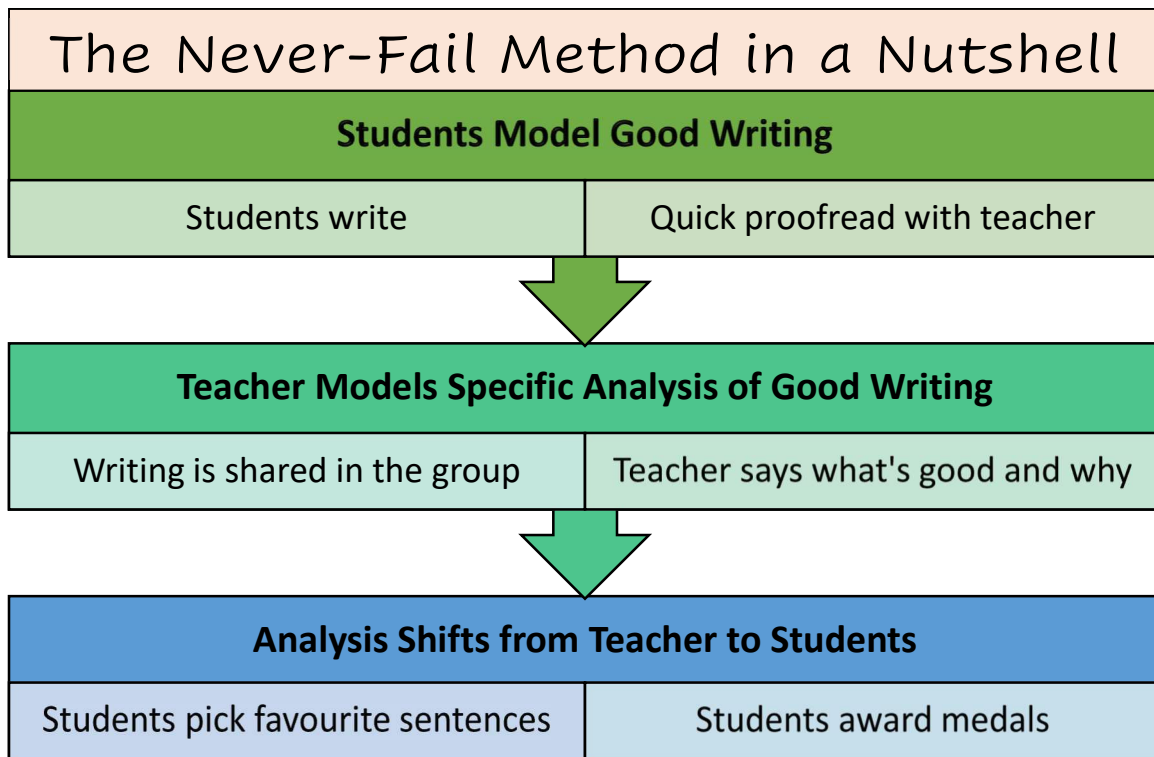 The Never-Fail Method in a Nutshell
Students Model Good Writing
Students write
Quick proofread with teacher
Teacher Models Specific Analysis of Good Writing
Writing is shared in the group
Teacher says what's good and why
Analysis Shifts from Teacher to Students
Students pick favourite sentences
Students award medals